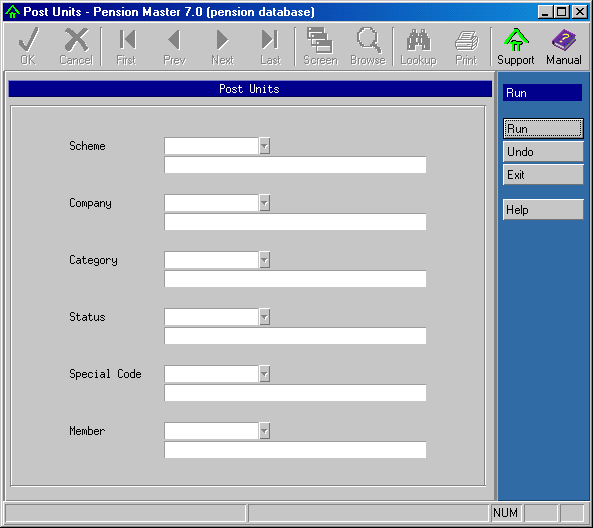 Post Units - Pension Master 7.0 (pension database)
OK Cancel First Prev Next Last Screen Browse Lookup Print Support Manual
Post Units
Run
Scheme
Company
Category
Status
Special Code
Member
Run
Undo
Exit
Help
NUM